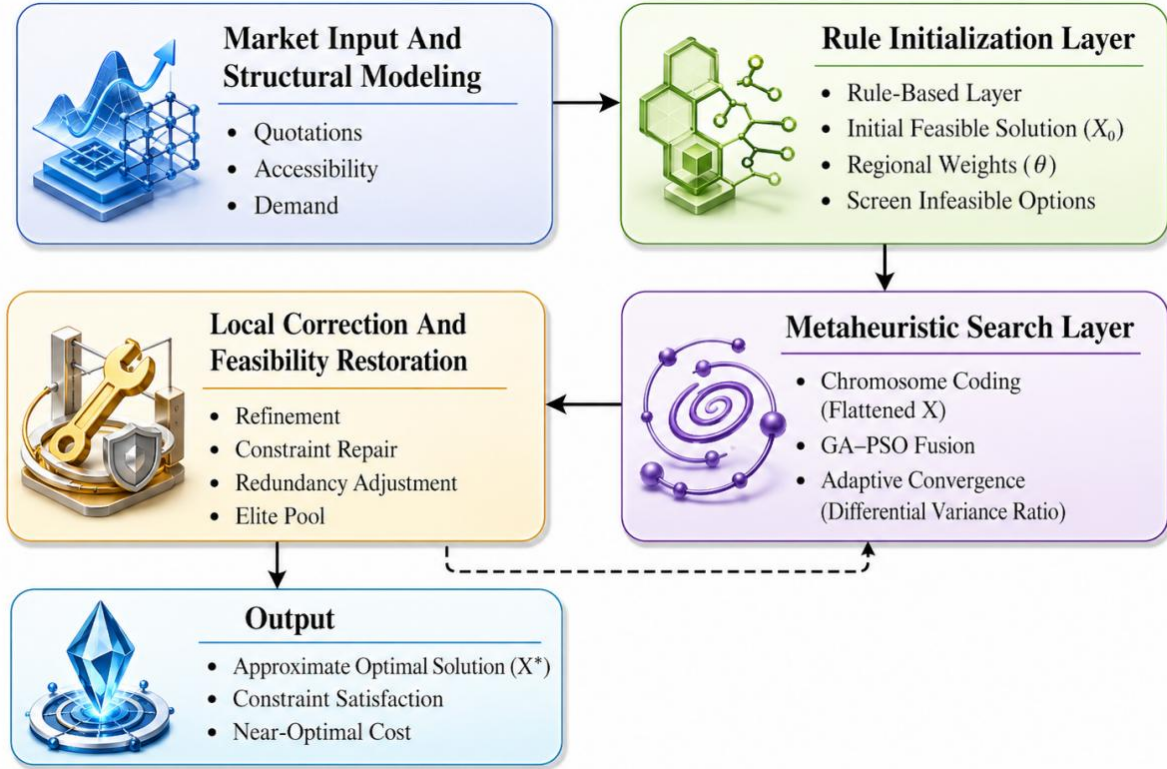 Market Input And
Structural Modeling
• Quotations
• Accessibility
• Demand
Rule Initialization Layer
• Rule-Based Layer
• Initial Feasible Solution (X₀)
• Regional Weights (θ)
• Screen Infeasible Options
Local Correction And
Feasibility Restoration
• Refinement
• Constraint Repair
• Redundancy Adjustment
• Elite Pool
Metaheuristic Search Layer
• Chromosome Coding
(Flattened X)
• GA–PSO Fusion
• Adaptive Convergence
(Differential Variance Ratio)
Output
• Approximate Optimal Solution (X*)
• Constraint Satisfaction
• Near-Optimal Cost